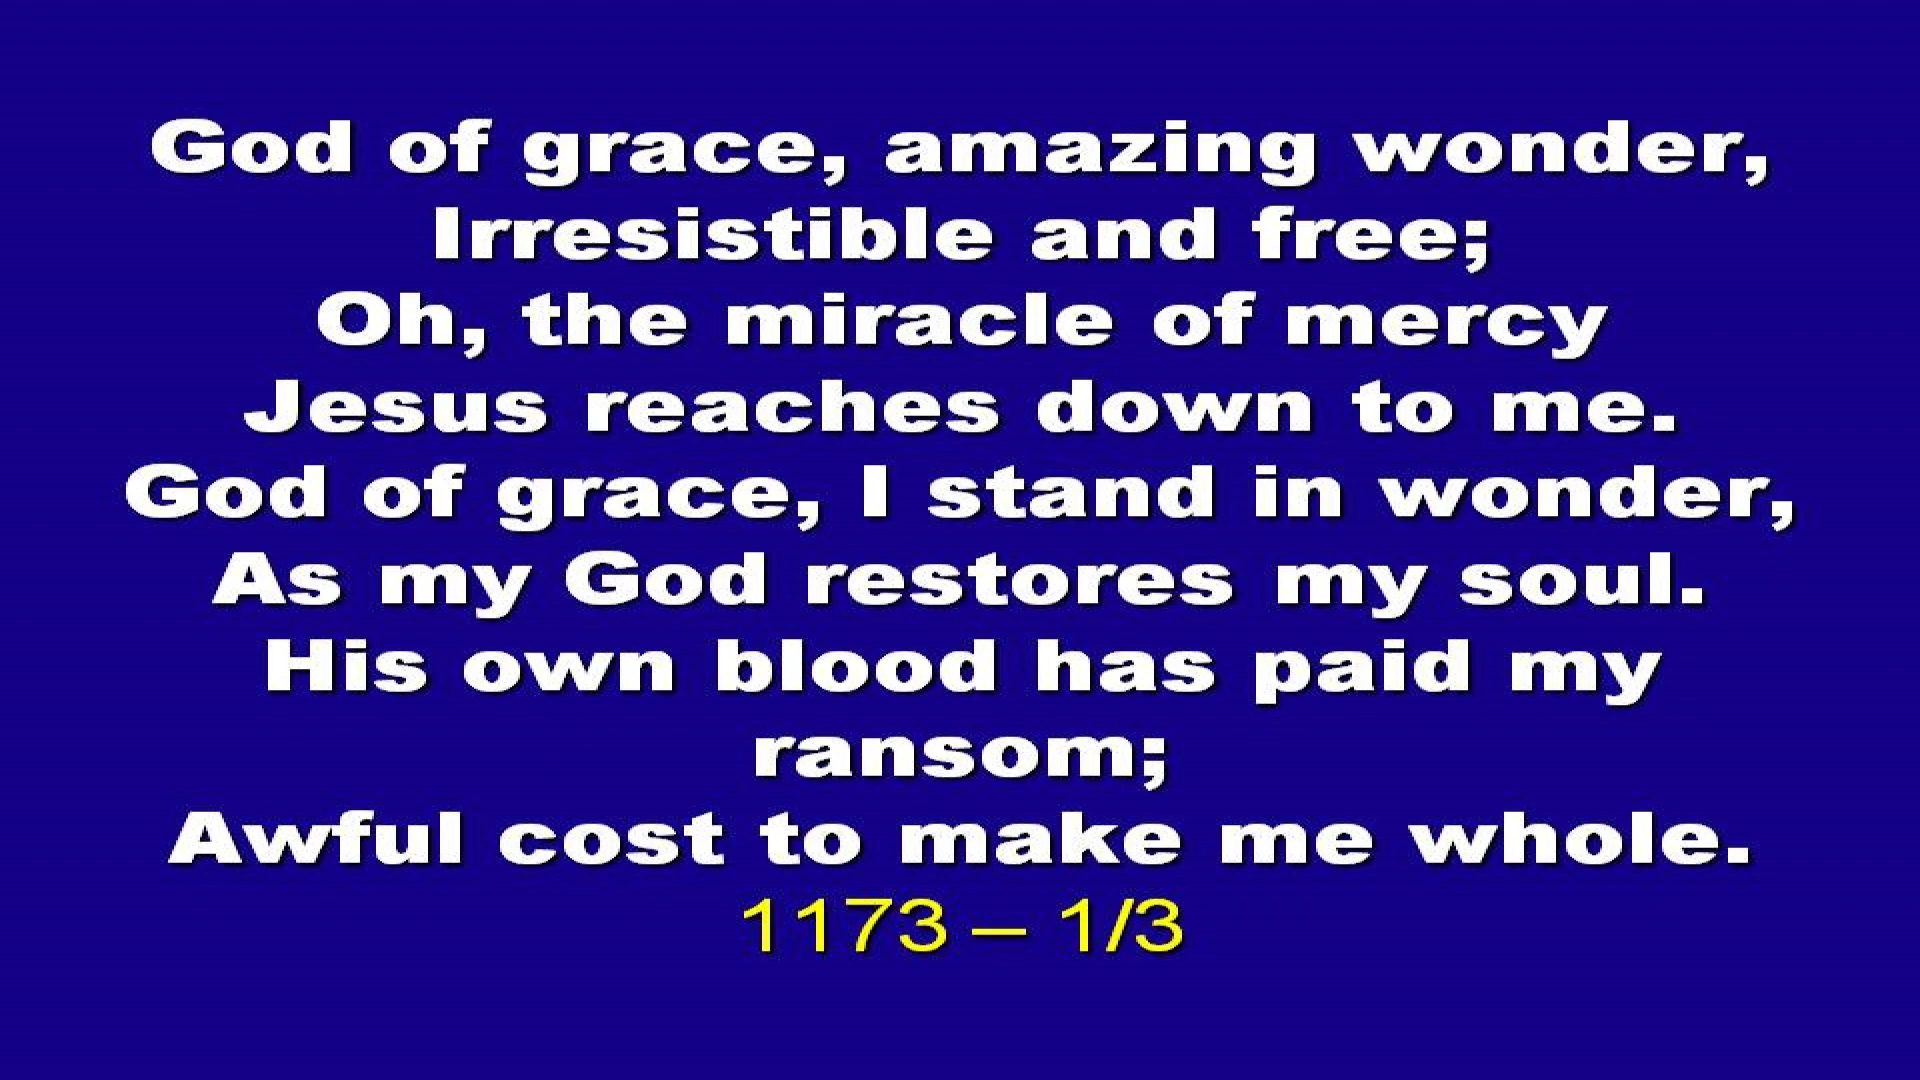 God of grace, amazing wonder,
Irresistible and free;
Oh, the miracle of mercy
Jesus reaches down to me.
God of grace, I stand in wonder,
As my God restores my soul.
His own blood has paid my
ransom;
Awful cost to make me whole.
1173 – 1/3